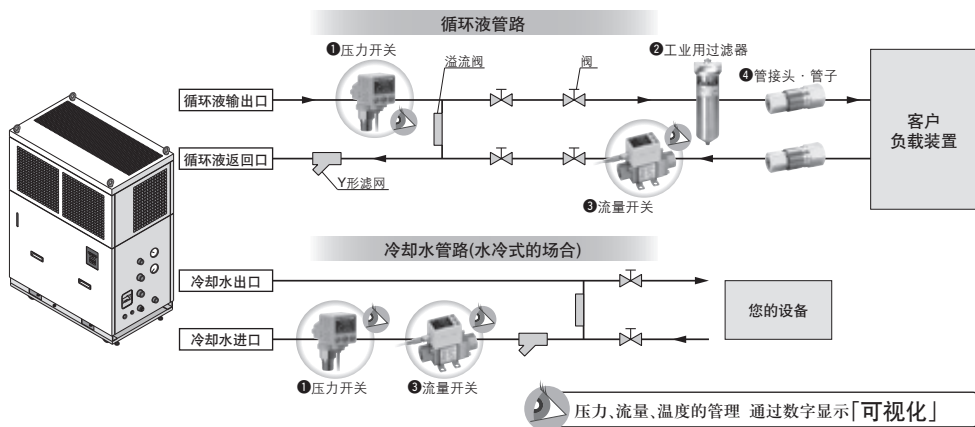 循环液管路
❶压力开关
溢流阀
阀
❷工业用过滤器
❹管接头·管子
循环液输出口
客户
负载装置
循环液返回口
Y形滤网
❸流量开关
冷却水管路(水冷式的场合)
冷却水出口
您的设备
冷却水进口
❶压力开关
❸流量开关
压力、流量、温度的管理 通过数字显示「可视化」